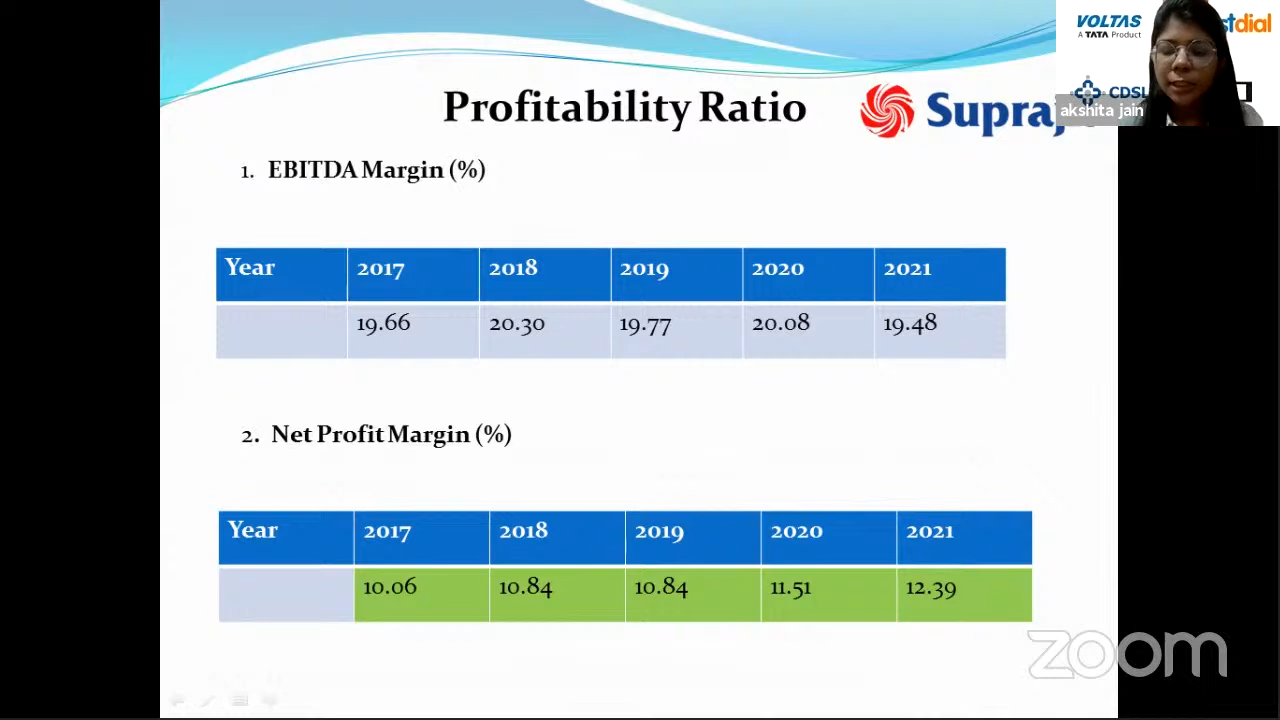 VOLTAS
A TATA Product
stdial
CDSL
akshita jain
Profitability Ratio
Supraj
1. EBITDA Margin (%)
Year 2017 2018 2019 2020 2021
19.66 20.30 19.77 20.08 19.48
2. Net Profit Margin (%)
Year 2017 2018 2019 2020 2021
10.06 10.84 10.84 11.51 12.39
zoom